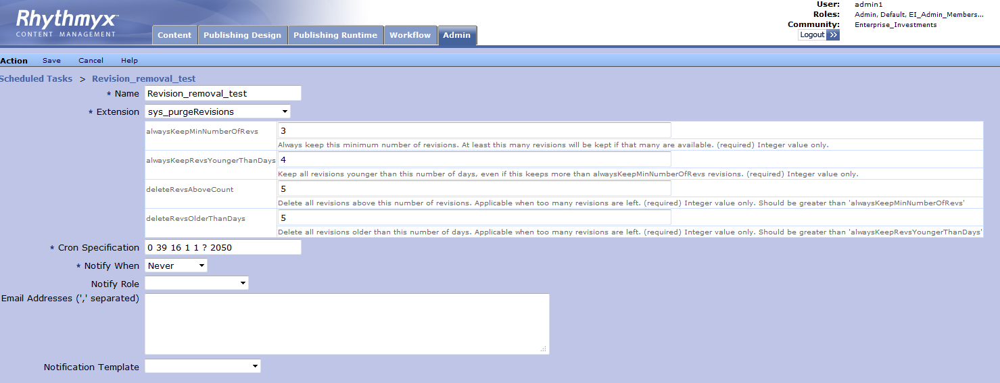 Rhythmyx™
CONTENT MANAGEMENT
Content Publishing Design Publishing Runtime Workflow Admin
User: admin1
Roles: Admin, Default, EI_Admin_Members...
Community: Enterprise_Investments
Logout >>
Action Save Cancel Help
Scheduled Tasks > Revision_removal_test
* Name Revision_removal_test
* Extension sys_purgeRevisions
alwaysKeepMinNumberOfRevs 3
Always keep this minimum number of revisions. At least this many revisions will be kept if that many are available. (required) Integer value only.
alwaysKeepRevsYoungerThanDays 4
Keep all revisions younger than this number of days, even if this keeps more than alwaysKeepMinNumberOfRevs revisions. (required) Integer value only.
deleteRevsAboveCount 5
Delete all revisions above this number of revisions. Applicable when too many revisions are left. (required) Integer value only. Should be greater than 'alwaysKeepMinNumberOfRevs'
deleteRevsOlderThanDays 5
Delete all revisions older than this number of days. Applicable when too many revisions are left. (required) Integer value only. Should be greater than 'alwaysKeepRevsYoungerThanDays'
* Cron Specification 0 39 16 1 1 ? 2050
* Notify When Never
Notify Role
Email Addresses (',' separated)
Notification Template